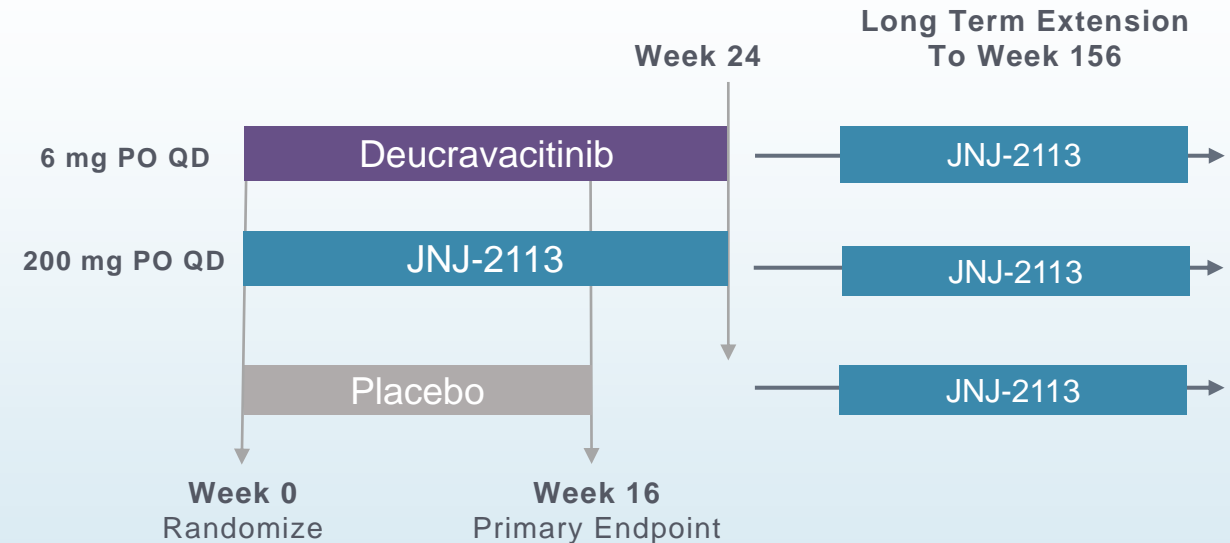 Long Term Extension
To Week 156
Week 24
6 mg PO QD
Deucravacitinib
JNJ-2113
200 mg PO QD
JNJ-2113
JNJ-2113
Placebo
JNJ-2113
Week 0
Randomize
Week 16
Primary Endpoint